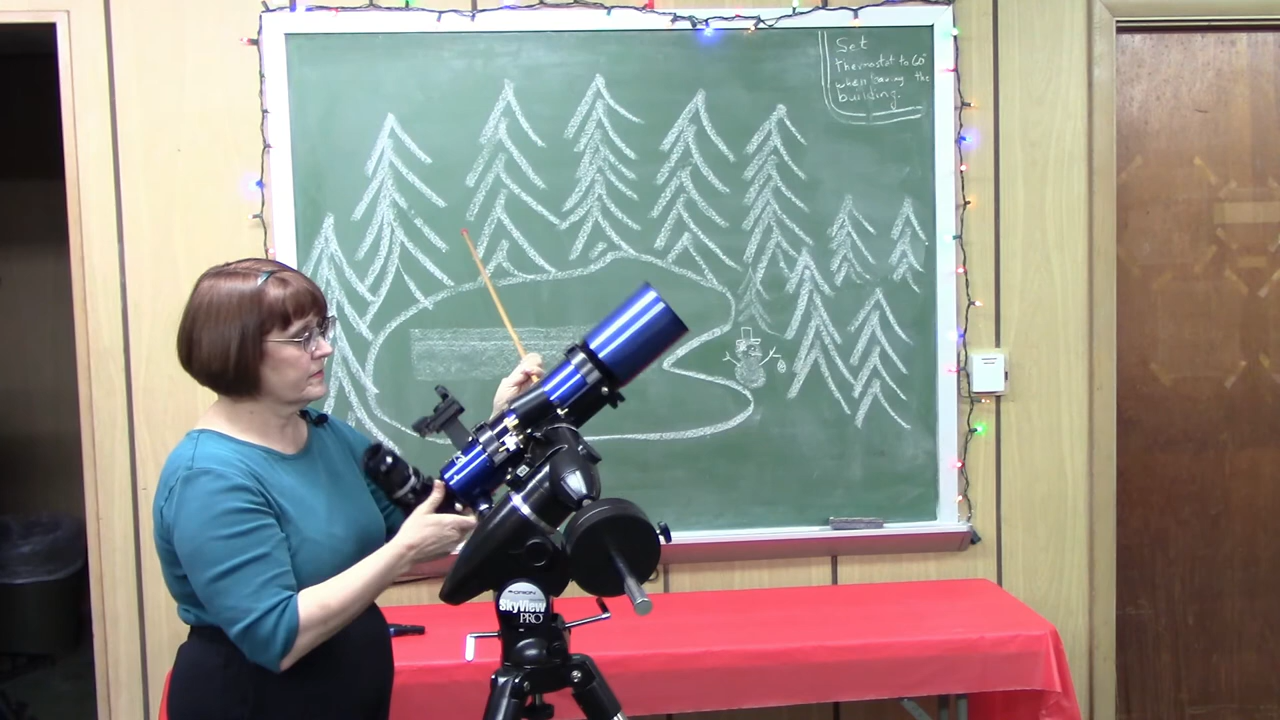 Set
Thermostat to 60°
when leaving the
building.
ORION
SkyView
PRO